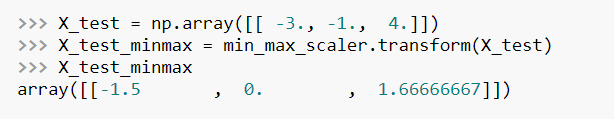 >>> X_test = np.array([[ -3., -1.,  4.]])
>>> X_test_minmax = min_max_scaler.transform(X_test)
>>> X_test_minmax
array([[-1.5       ,  0.        ,  1.66666667]])